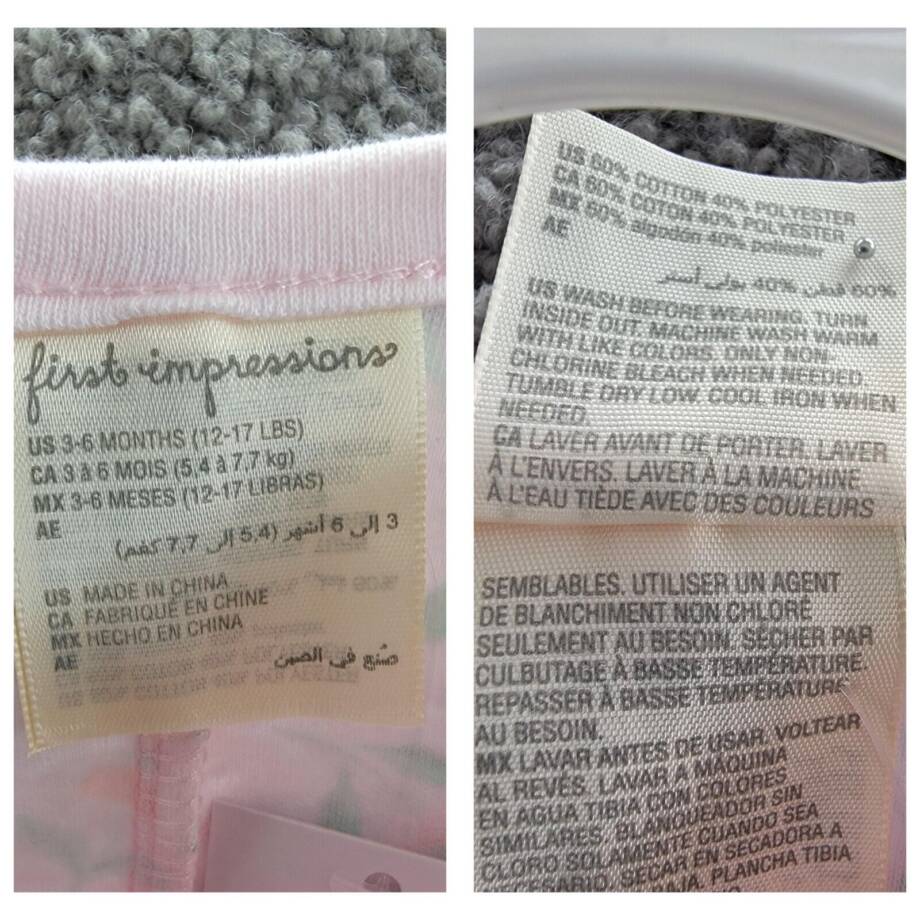 first impressions
US 3-6 MONTHS (12-17 LBS)
CA 3 à 6 MOIS (5,4 à 7,7 kg)
MX 3-6 MESES (12-17 LIBRAS)
AE
3 إلى 6 أشهر (5,4 إلى 7,7 كغم)
US MADE IN CHINA
CA FABRIQUÉ EN CHINE
MX HECHO EN CHINA
AE
صُنع في الصين
US 60% COTTON 40% POLYESTER
CA 60% COTON 40% POLYESTER
MX 60% algodón 40% poliester
AE
60% قطن 40% بولي أستر
US WASH BEFORE WEARING. TURN
INSIDE OUT. MACHINE WASH WARM
WITH LIKE COLORS. ONLY NON-
CHLORINE BLEACH WHEN NEEDED.
TUMBLE DRY LOW. COOL IRON WHEN
NEEDED.
CA LAVER AVANT DE PORTER. LAVER
À L'ENVERS. LAVER À LA MACHINE
À L'EAU TIÈDE AVEC DES COULEURS
SEMBLABLES. UTILISER UN AGENT
DE BLANCHIMENT NON CHLORÉ
SEULEMENT AU BESOIN. SÉCHER PAR
CULBUTAGE À BASSE TEMPÉRATURE.
REPASSER À BASSE TEMPÉRATURE
AU BESOIN.
MX LAVAR ANTES DE USAR. VOLTEAR
AL REVÉS. LAVAR A MÁQUINA
EN AGUA TIBIA CON COLORES
SIMILARES. BLANQUEADOR SIN
CLORO SOLAMENTE CUANDO SEA
SECAR EN SECADORA A
PLANCHA TIBIA